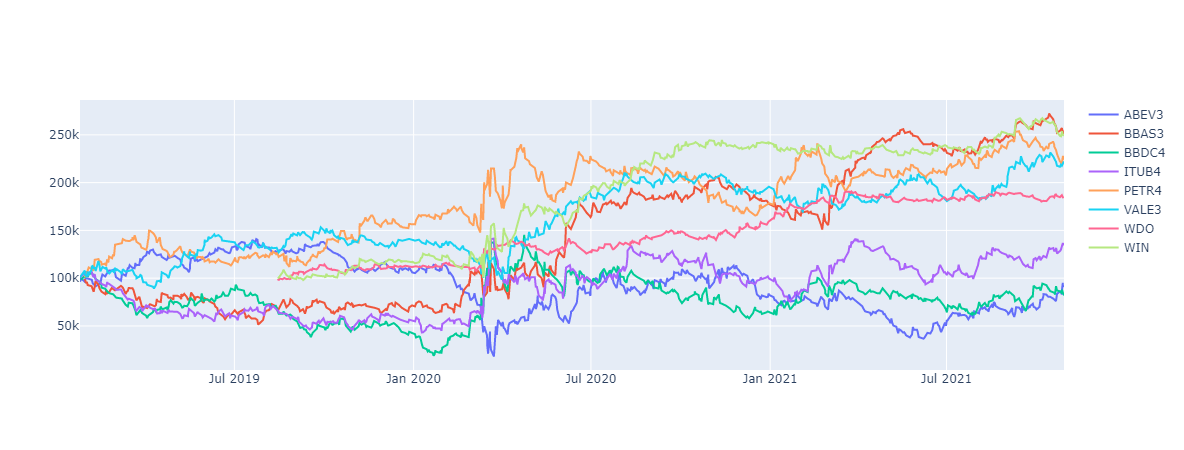 250k
200k
150k
100k
50k
Jul 2019
Jan 2020
Jul 2020
Jan 2021
Jul 2021
ABEV3
BBAS3
BBDC4
ITUB4
PETR4
VALE3
WDO
WIN